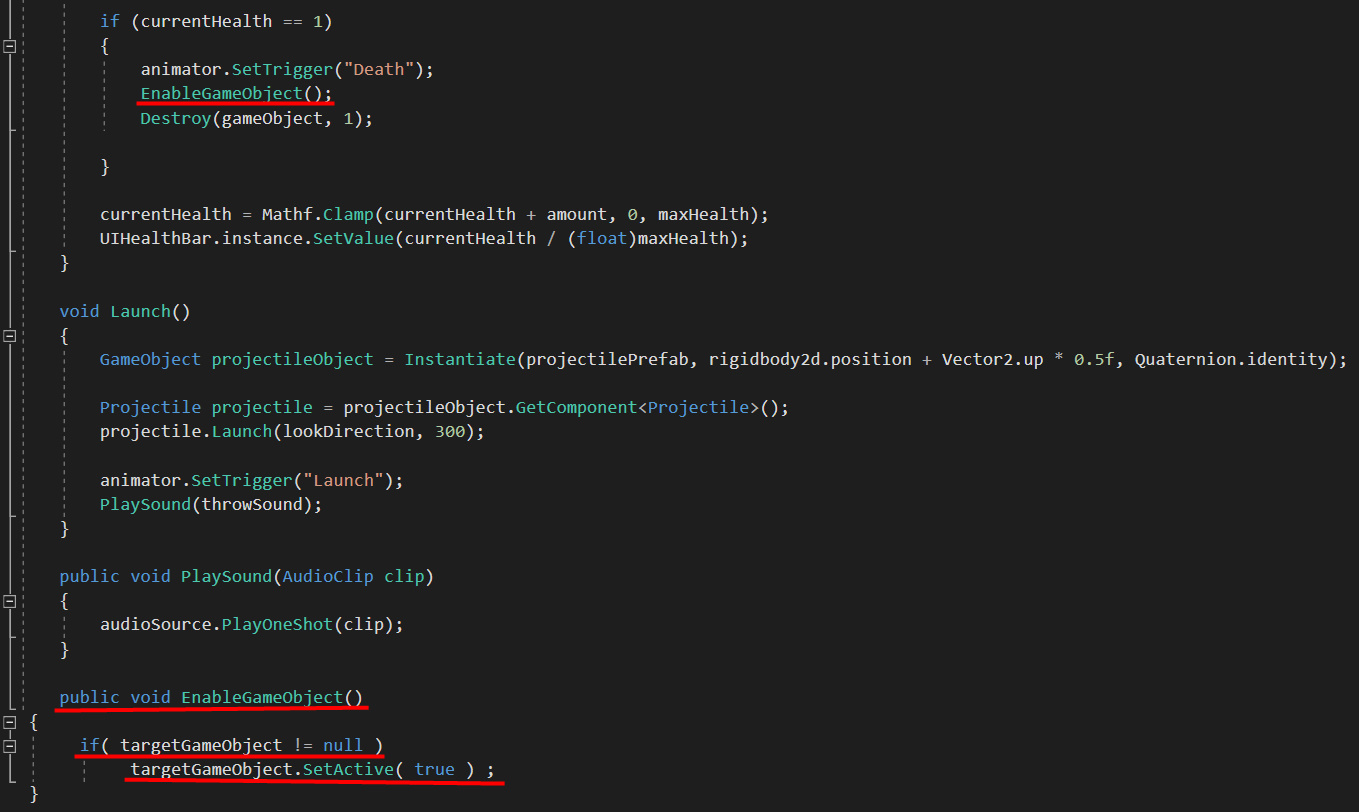 if (currentHealth == 1)
{
animator.SetTrigger("Death");
EnableGameObject();
Destroy(gameObject, 1);
}
currentHealth = Mathf.Clamp(currentHealth + amount, 0, maxHealth);
UIHealthBar.instance.SetValue(currentHealth / (float)maxHealth);
}
void Launch()
{
GameObject projectileObject = Instantiate(projectilePrefab, rigidbody2d.position + Vector2.up * 0.5f, Quaternion.identity);
Projectile projectile = projectileObject.GetComponent<Projectile>();
projectile.Launch(lookDirection, 300);
animator.SetTrigger("Launch");
PlaySound(throwSound);
}
public void PlaySound(AudioClip clip)
{
audioSource.PlayOneShot(clip);
}
public void EnableGameObject()
{
if( targetGameObject != null )
targetGameObject.SetActive( true ) ;
}